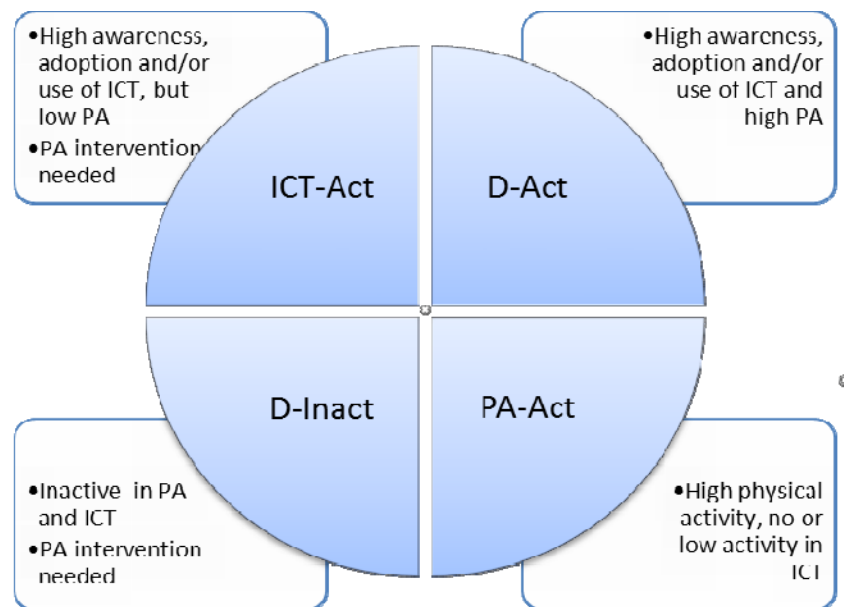 •High awareness,
adoption and/or
use of ICT, but
low PA
•PA intervention
needed
•High awareness,
adoption and/or
use of ICT and
high PA
ICT-Act
D-Act
D-Inact
PA-Act
•Inactive in PA
and ICT
•PA intervention
needed
•High physical
activity, no or
low activity in
ICT